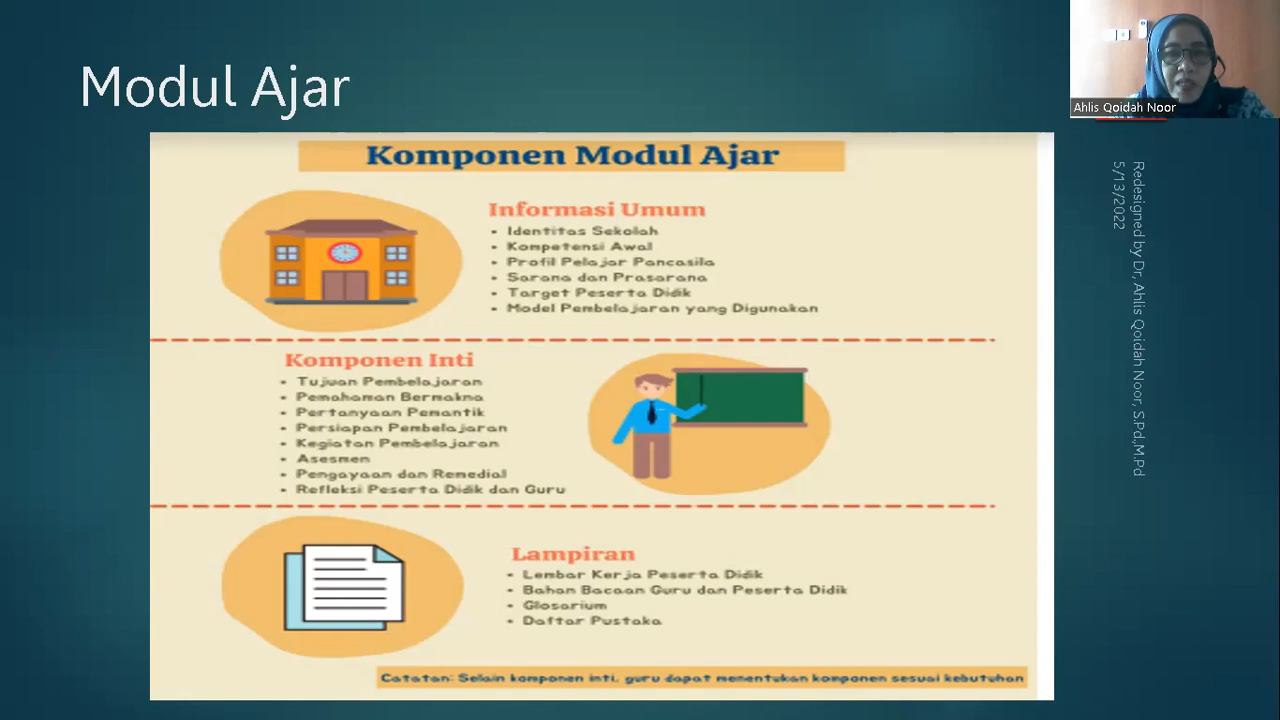 Modul Ajar
Ahlis Qoidah Noor
Komponen Modul Ajar
Informasi Umum
• Identitas Sekolah
• Kompetensi Awal
• Profil Pelajar Pancasila
• Sarana dan Prasarana
• Target Peserta Didik
• Model Pembelajaran yang Digunakan
Komponen Inti
• Tujuan Pembelajaran
• Pemahaman Bermakna
• Pertanyaan Pemantik
• Persiapan Pembelajaran
• Kegiatan Pembelajaran
• Asesmen
• Pengayaan dan Remedial
• Refleksi Peserta Didik dan Guru
Lampiran
• Lembar Kerja Peserta Didik
• Bahan Bacaan Guru dan Peserta Didik
• Glosarium
• Daftar Pustaka
Catatan: Selain komponen inti, guru dapat menentukan komponen sesuai kebutuhan
Redesigned by Dr, Ahlis Qoidah Noor, S.Pd.,M.Pd
5/13/2022